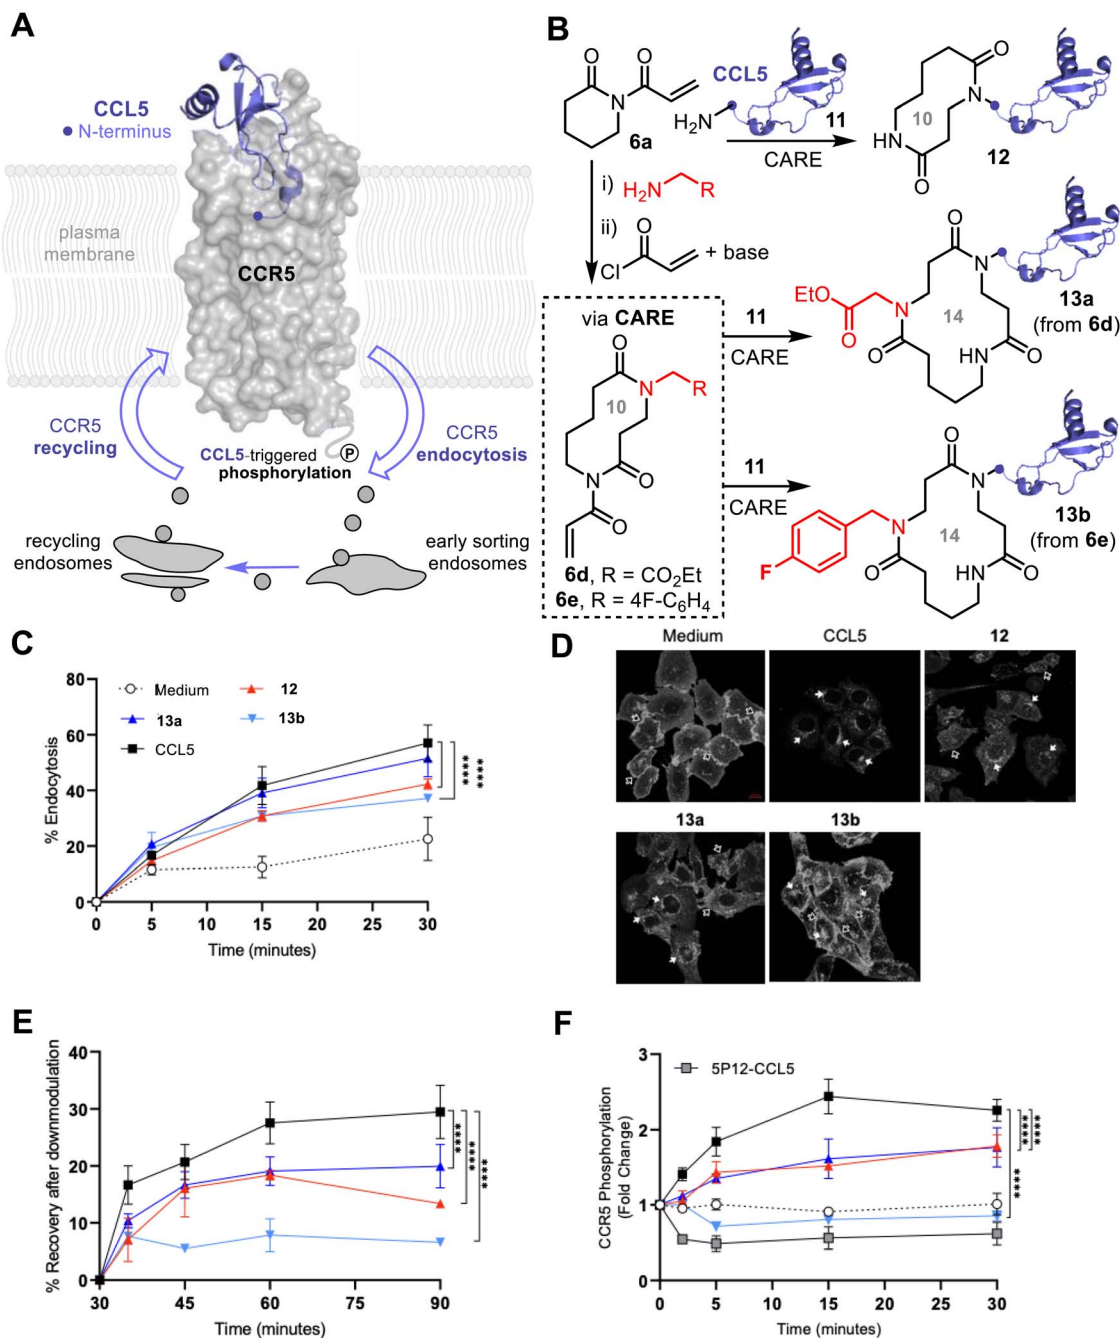 A
CCL5
N-terminus
plasma
membrane
CCR5
CCR5
recycling
CCL5-triggered
phosphorylation
P
CCR5
endocytosis
recycling
endosomes
early sorting
endosomes
B
O
O
N
6a
CCL5
H2N
11
CARE
O
N
10
HN
O
12
i)
H2N
R
ii)
O
Cl
+ base
via CARE
O
N
R
10
N
O
O
6d, R = CO2Et
6e, R = 4F-C6H4
11
CARE
O
N
EtO
N
O
14
O
NH
O
13a
(from 6d)
11
CARE
O
N
N
14
F
O
NH
O
13b
(from 6e)
C
80
60
40
20
0
% Endocytosis
Medium
12
13a
13b
CCL5
****
****
0
5
10
15
20
25
30
Time (minutes)
D
Medium
CCL5
12
13a
13b
E
40
30
20
10
0
% Recovery after downmodulation
****
****
****
30
45
60
75
90
Time (minutes)
F
3
2
1
0
CCR5 Phosphorylation
(Fold Change)
5P12-CCL5
****
****
****
0
5
10
15
20
25
30
Time (minutes)